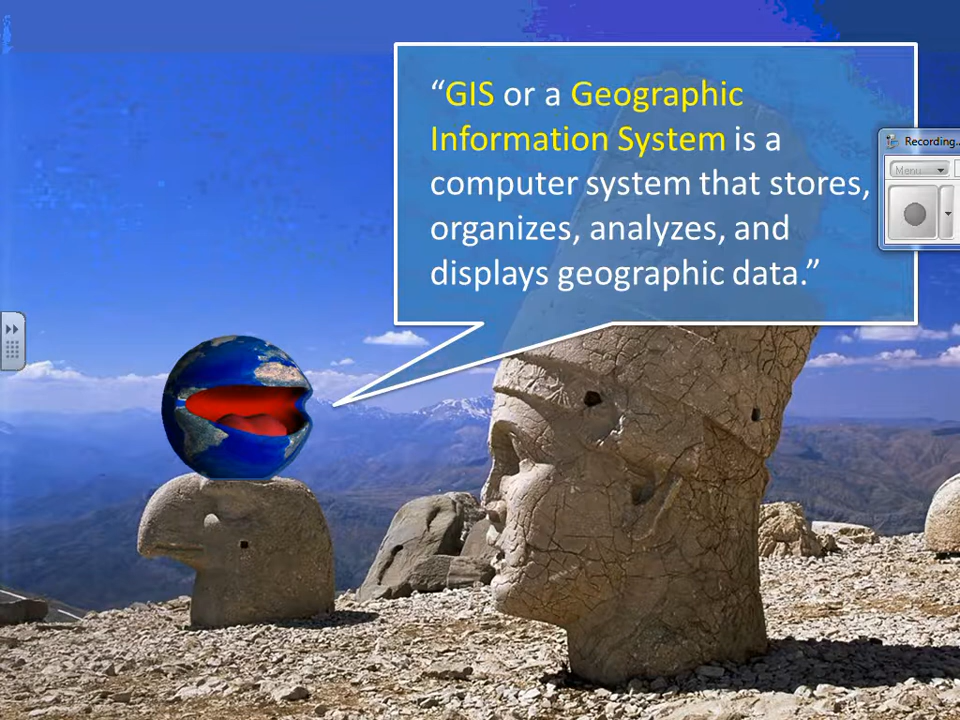 “GIS or a Geographic
Information System is a
computer system that stores,
organizes, analyzes, and
displays geographic data.”
Recording...
Menu